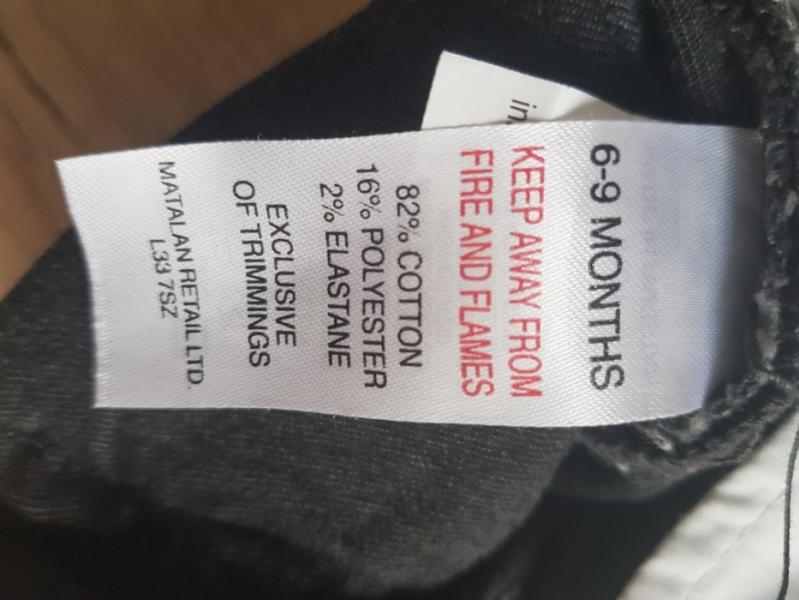 6-9 MONTHS
KEEP AWAY FROM
FIRE AND FLAMES
82% COTTON
16% POLYESTER
2% ELASTANE
EXCLUSIVE
OF TRIMMINGS
MATALAN RETAIL LTD.
L33 7SZ